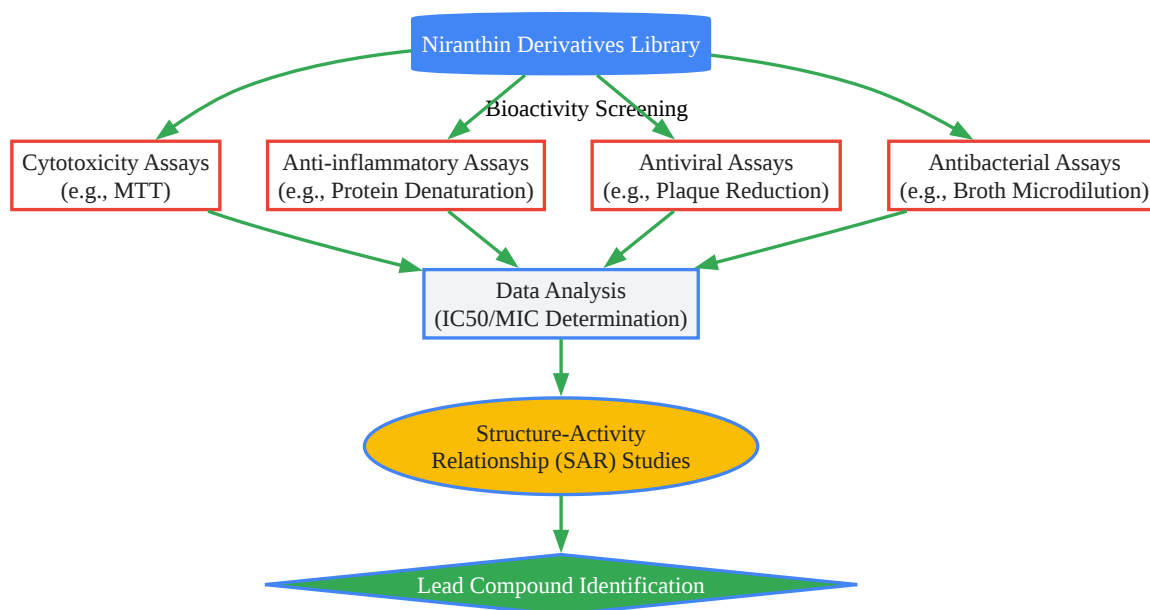 Niranthin Derivatives Library
Bioactivity Screening
Cytotoxicity Assays
(e.g., MTT)
Anti-inflammatory Assays
(e.g., Protein Denaturation)
Antiviral Assays
(e.g., Plaque Reduction)
Antibacterial Assays
(e.g., Broth Microdilution)
Data Analysis
(IC50/MIC Determination)
Structure-Activity
Relationship (SAR) Studies
Lead Compound Identification